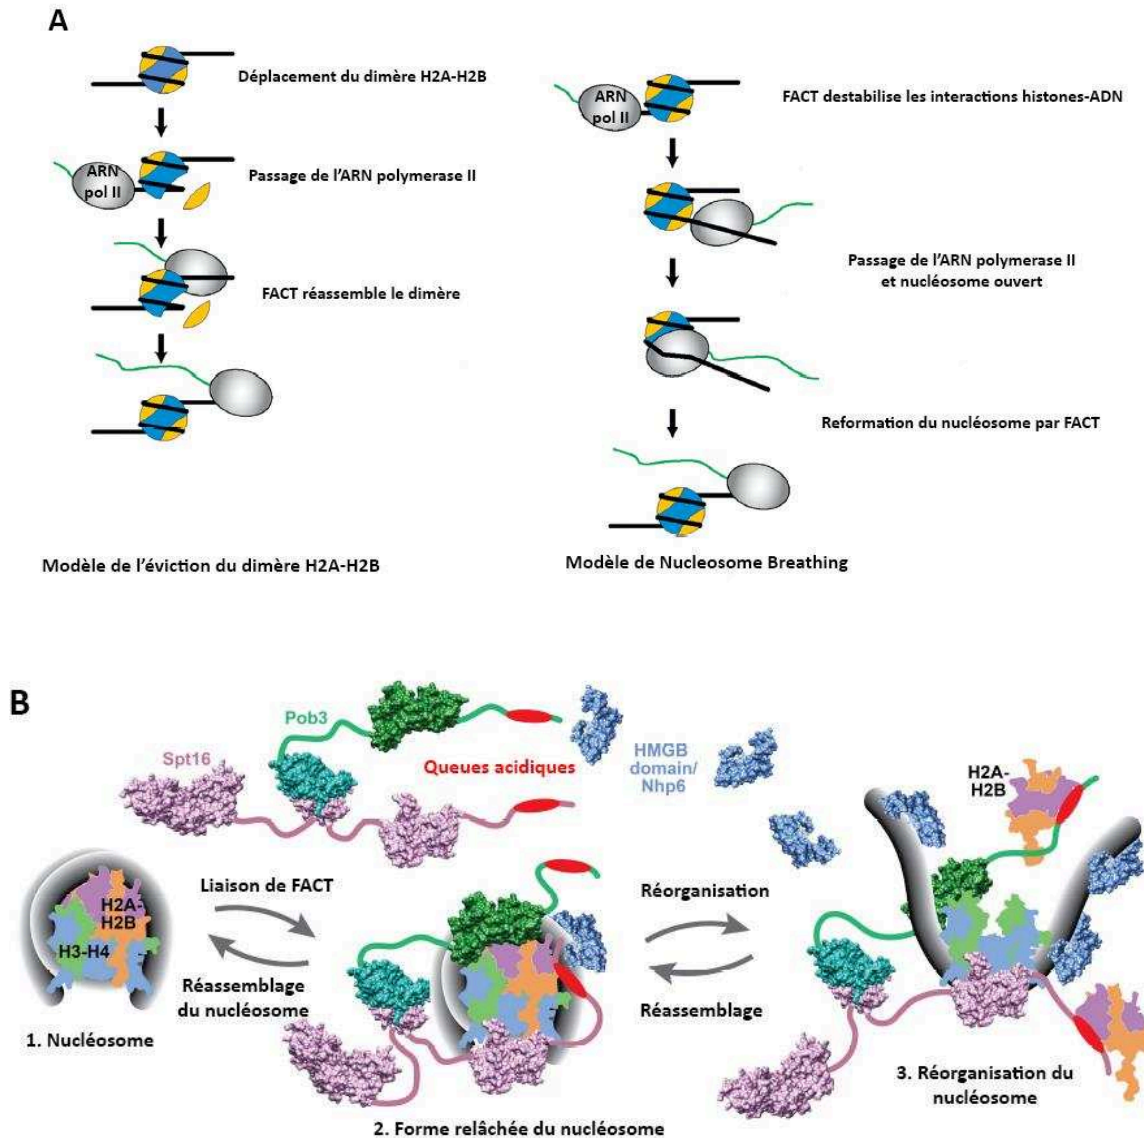 A
Déplacement du dimère H2A-H2B
ARN
pol II
Passage de l'ARN polymerase II
FACT réassemble le dimère
Modèle de l'éviction du dimère H2A-H2B
ARN
pol II
FACT destabilise les interactions histones-ADN
Passage de l'ARN polymerase II
et nucléosome ouvert
Reformation du nucléosome par FACT
Modèle de Nucleosome Breathing
B
Pob3
Spt16
Queues acidiques
HMGB
domain/
Nhp6
H2A-
H2B
H2A-
H2B
H3-H4
1. Nucléosome
Liaison de FACT
Réassemblage
du nucléosome
2. Forme relâchée du nucléosome
Réorganisation
Réassemblage
3. Réorganisation du
nucléosome